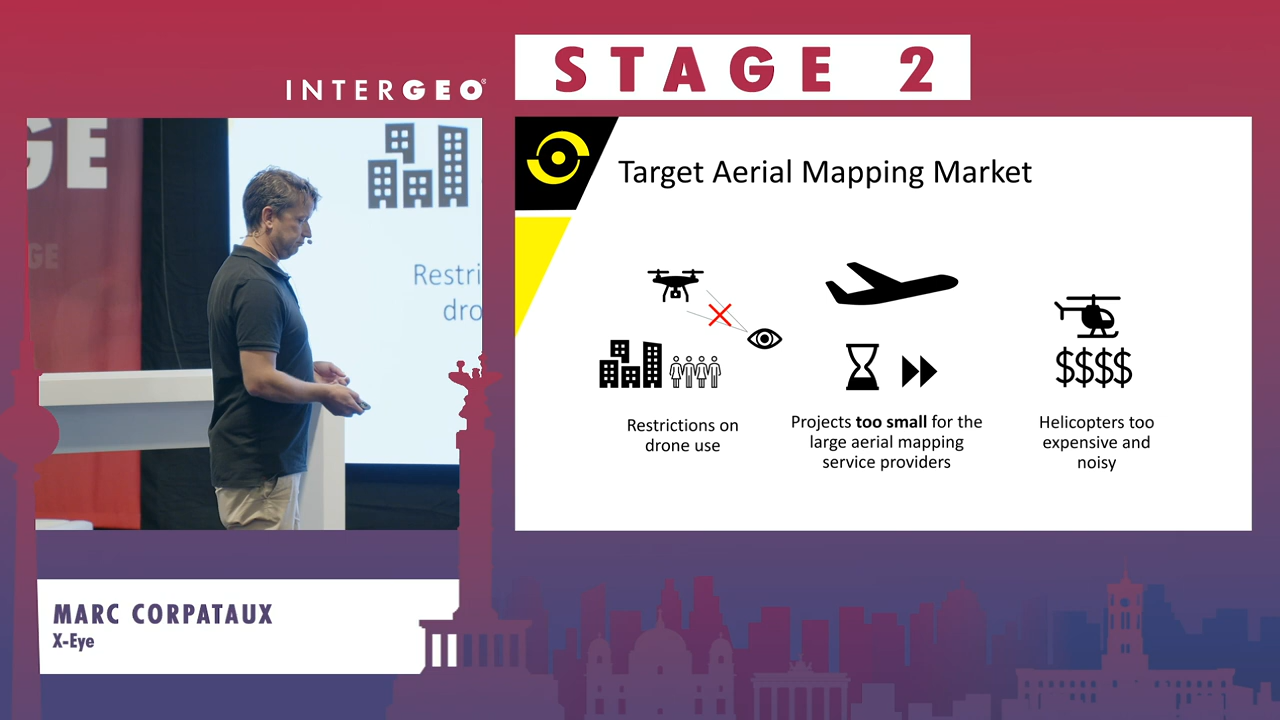 INTERGEO®
STAGE 2
GE
GE
Restri
dro
Target Aerial Mapping Market
$$$$
Restrictions on
drone use
Projects too small for the
large aerial mapping
service providers
Helicopters too
expensive and
noisy
MARC CORPATAUX
X-Eye